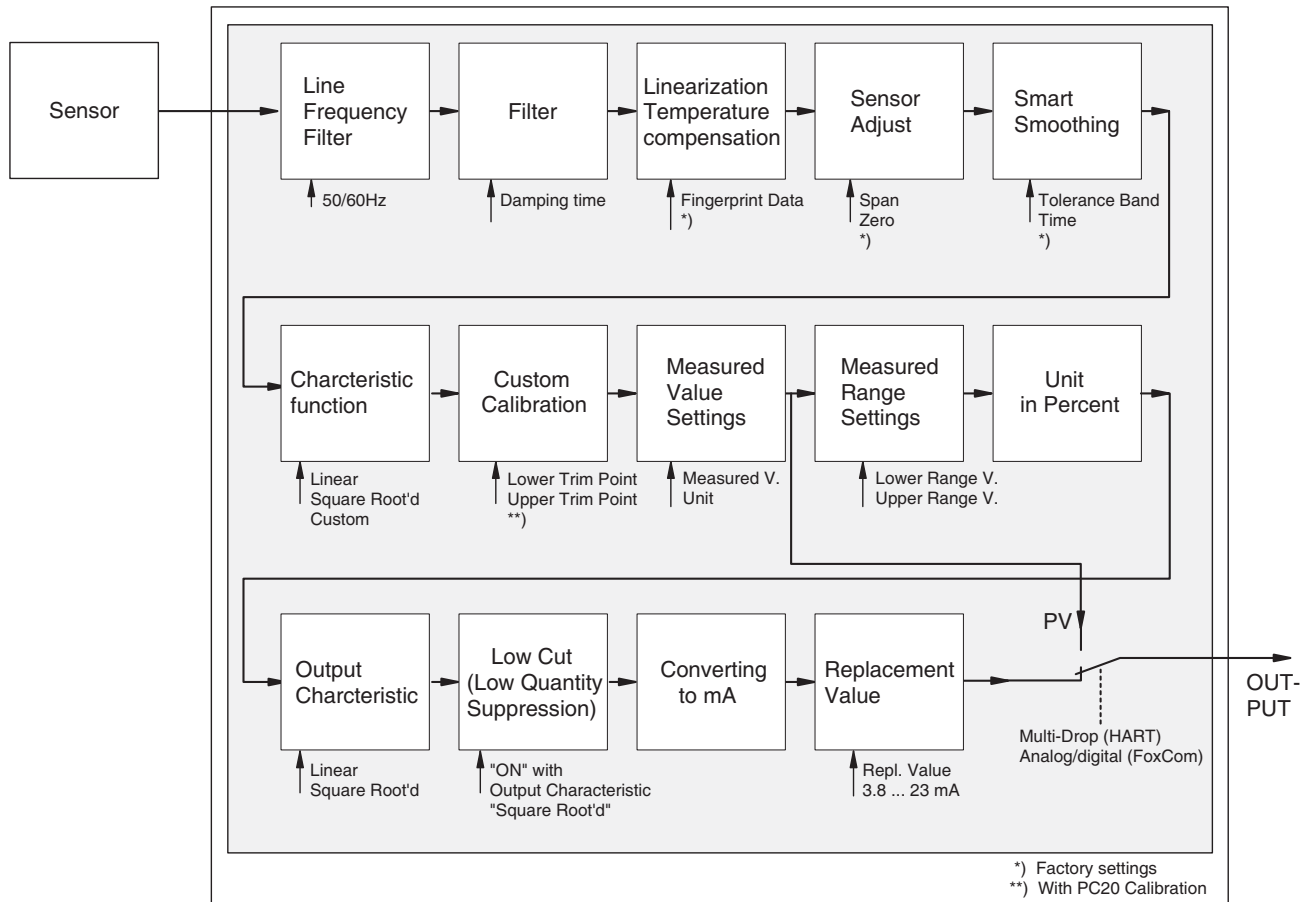 Sensor
Line
Frequency
Filter
Filter
Linearization
Temperature
compensation
Sensor
Adjust
Smart
Smoothing
50/60Hz
Damping time
Fingerprint Data
*)
Span
Zero
*)
Tolerance Band
Time
*)
Charcteristic
function
Custom
Calibration
Measured
Value
Settings
Measured
Range
Settings
Unit
in Percent
Linear
Square Root'd
Custom
Lower Trim Point
Upper Trim Point
**)
Measured V.
Unit
Lower Range V.
Upper Range V.
PV
Output
Charcteristic
Low Cut
(Low Quantity
Suppression)
Converting
to mA
Replacement
Value
OUT-
PUT
Linear
Square Root'd
"ON" with
Output Characteristic
"Square Root'd"
Repl. Value
3.8 ... 23 mA
Multi-Drop (HART)
Analog/digital (FoxCom)
*) Factory settings
**) With PC20 Calibration